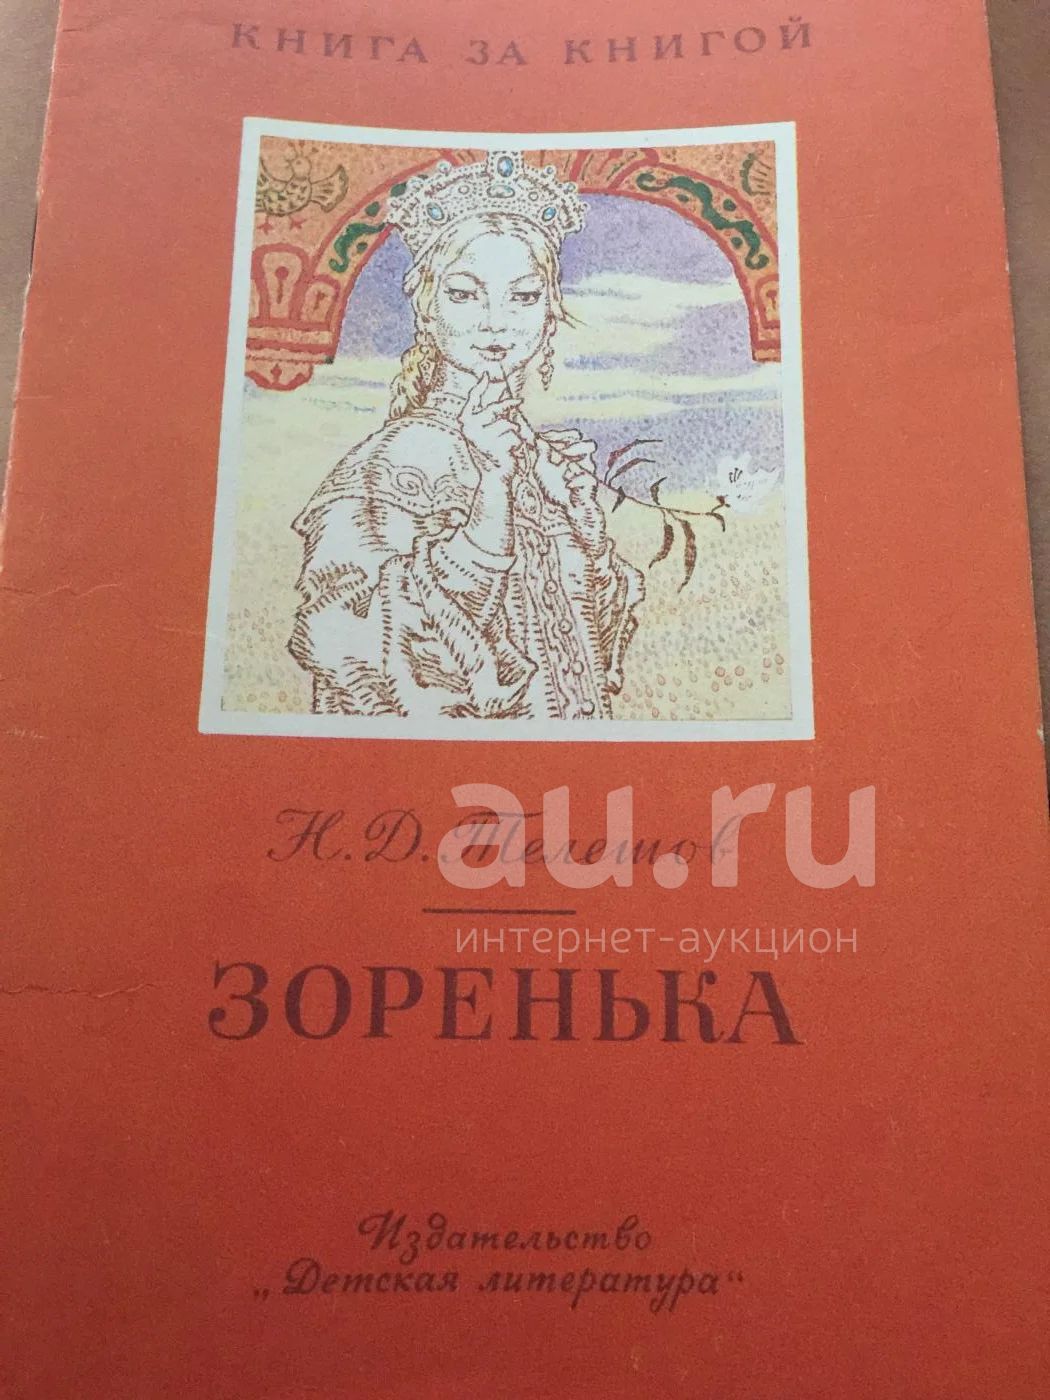 КНИГА ЗА КНИГОЙ
Н. Д. Телешов
au.ru
интернет-аукцион
ЗОРЕНЬКА
Издательство
„Детская литература“